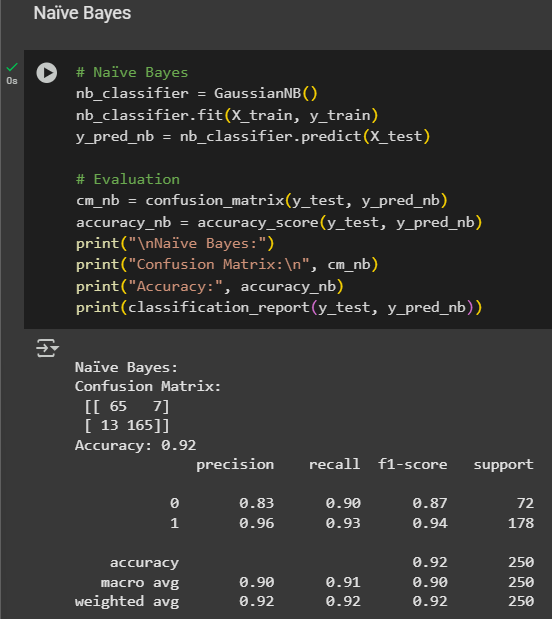 Naïve Bayes
0s
# Naïve Bayes
nb_classifier = GaussianNB()
nb_classifier.fit(X_train, y_train)
y_pred_nb = nb_classifier.predict(X_test)
# Evaluation
cm_nb = confusion_matrix(y_test, y_pred_nb)
accuracy_nb = accuracy_score(y_test, y_pred_nb)
print("\nNaïve Bayes:")
print("Confusion Matrix:\n", cm_nb)
print("Accuracy:", accuracy_nb)
print(classification_report(y_test, y_pred_nb))
Naïve Bayes:
Confusion Matrix:
[[ 65   7]
[ 13 165]]
Accuracy: 0.92
precision    recall  f1-score   support
0       0.83      0.90      0.87        72
1       0.96      0.93      0.94       178
accuracy                           0.92       250
macro avg       0.90      0.91      0.90       250
weighted avg       0.92      0.92      0.92       250